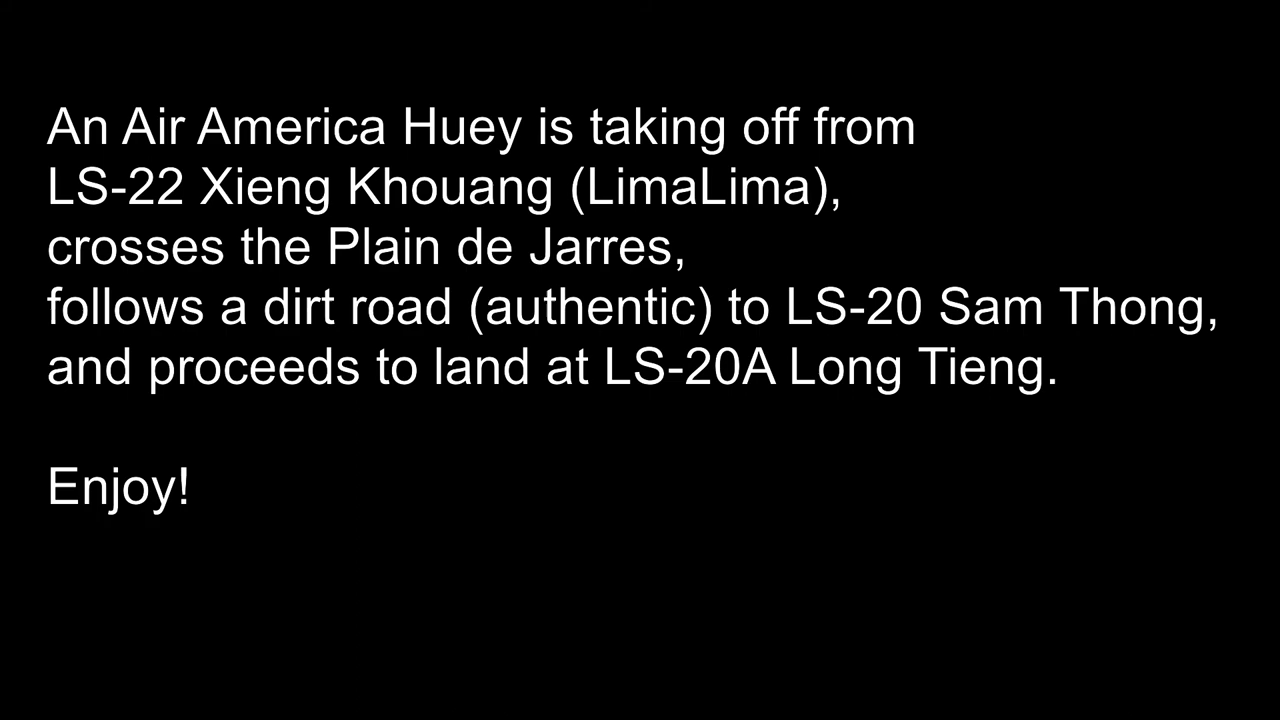 An Air America Huey is taking off from
LS-22 Xieng Khouang (LimaLima),
crosses the Plain de Jarres,
follows a dirt road (authentic) to LS-20 Sam Thong,
and proceeds to land at LS-20A Long Tieng.
Enjoy!